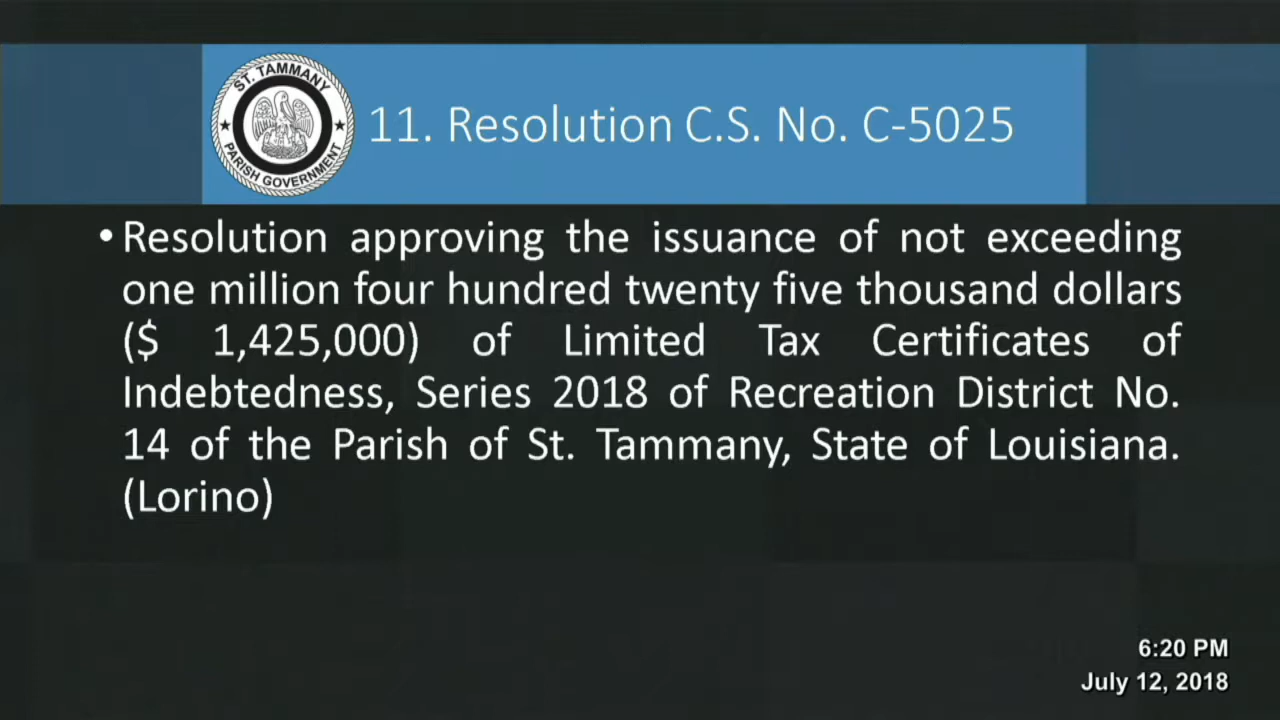 ST. TAMMANY
PARISH GOVERNMENT
11. Resolution C.S. No. C-5025
• Resolution approving the issuance of not exceeding
one million four hundred twenty five thousand dollars
($ 1,425,000) of Limited Tax Certificates of
Indebtedness, Series 2018 of Recreation District No.
14 of the Parish of St. Tammany, State of Louisiana.
(Lorino)
6:20 PM
July 12, 2018